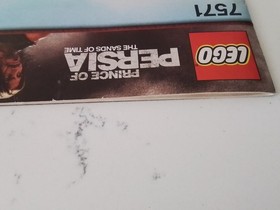 LEGO
PRINCE OF
PERSIA
THE SANDS OF TIME
7571